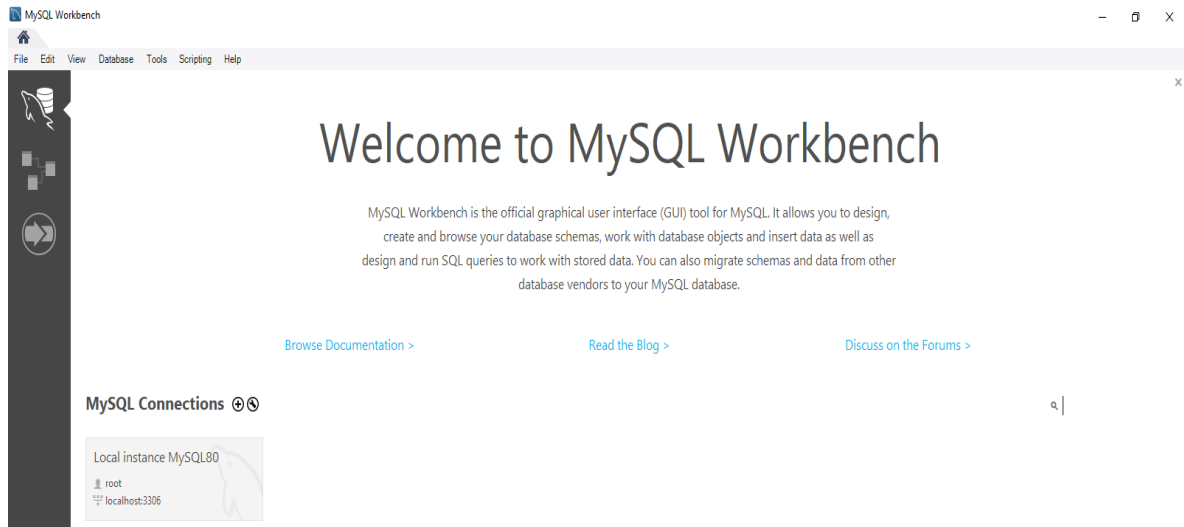 MySQL Workbench
File Edit View Database Tools Scripting Help
Welcome to MySQL Workbench
MySQL Workbench is the official graphical user interface (GUI) tool for MySQL. It allows you to design,
create and browse your database schemas, work with database objects and insert data as well as
design and run SQL queries to work with stored data. You can also migrate schemas and data from other
database vendors to your MySQL database.
Browse Documentation > Read the Blog > Discuss on the Forums >
MySQL Connections
Local instance MySQL80
root
localhost:3306